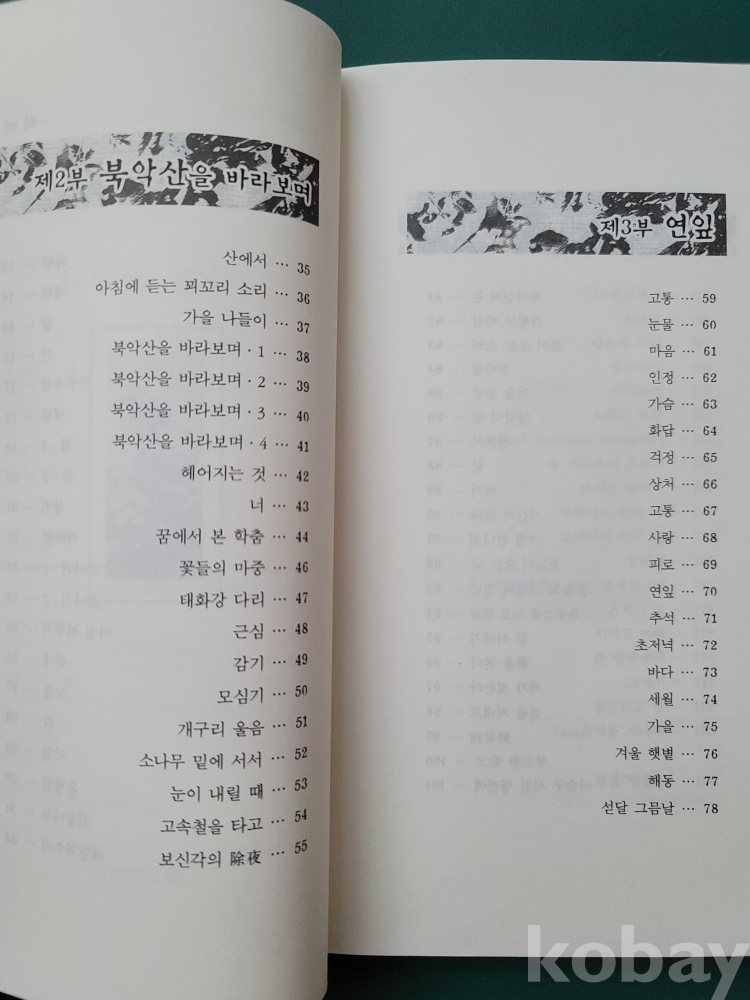 제2부 북악산을 바라보며
산에서 … 35
아침에 듣는 꾀꼬리 소리 … 36
가을 나들이 … 37
북악산을 바라보며 · 1 … 38
북악산을 바라보며 · 2 … 39
북악산을 바라보며 · 3 … 40
북악산을 바라보며 · 4 … 41
헤어지는 것 … 42
너 … 43
꿈에서 본 학춤 … 44
꽃들의 마중 … 46
태화강 다리 … 47
근심 … 48
감기 … 49
모심기 … 50
개구리 울음 … 51
소나무 밑에 서서 … 52
눈이 내릴 때 … 53
고속철을 타고 … 54
보신각의 除夜 … 55
제3부 연잎
고통 … 59
눈물 … 60
마음 … 61
인정 … 62
가슴 … 63
화답 … 64
걱정 … 65
상처 … 66
고통 … 67
사랑 … 68
피로 … 69
연잎 … 70
추석 … 71
초저녁 … 72
바다 … 73
세월 … 74
가을 … 75
겨울 햇볕 … 76
해동 … 77
섣달 그믐날 … 78
kobay